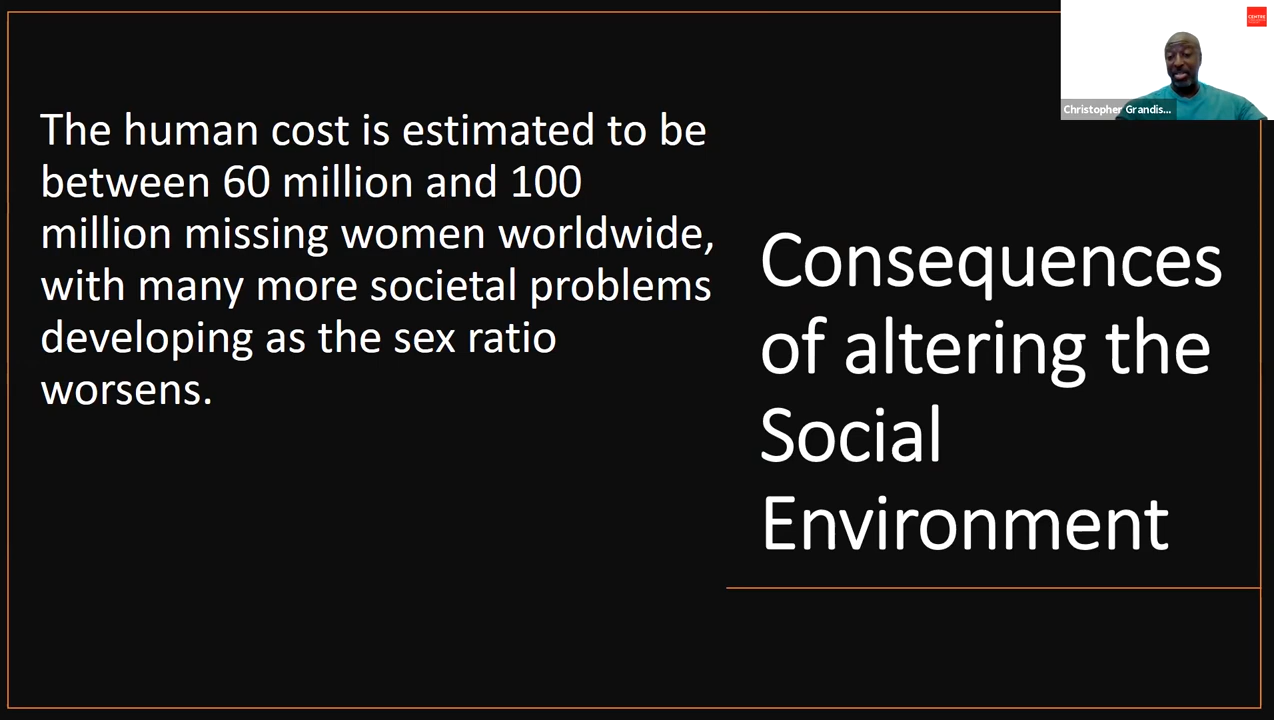 The human cost is estimated to be
between 60 million and 100
million missing women worldwide,
with many more societal problems
developing as the sex ratio
worsens.
Consequences
of altering the
Social
Environment
Christopher Grandis...
CENTRE